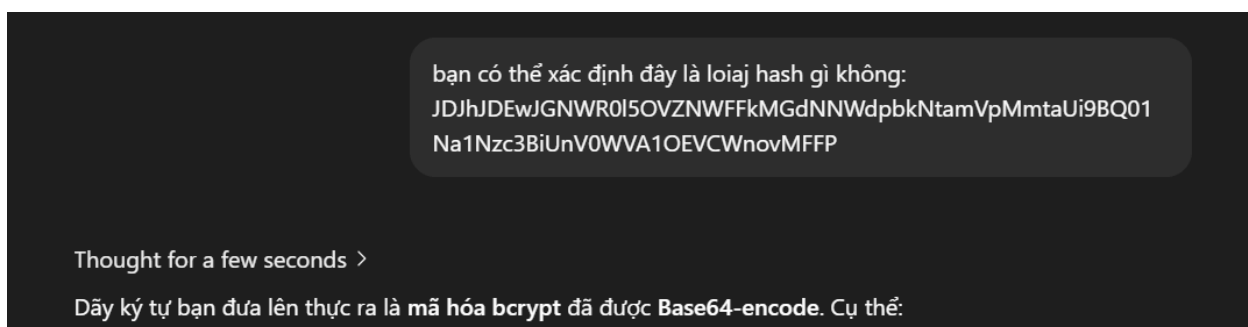 bạn có thể xác định đây là loiaj hash gì không:
JDJhJDEwJGNWR0l5OVZNWFFkMGdNNWdpbkNtamVpMmtaUi9BQ01
Na1Nzc3BiUnV0WVA1OEVCWnovMFFP
Thought for a few seconds >
Dãy ký tự bạn đưa lên thực ra là mã hóa bcrypt đã được Base64-encode. Cụ thể: